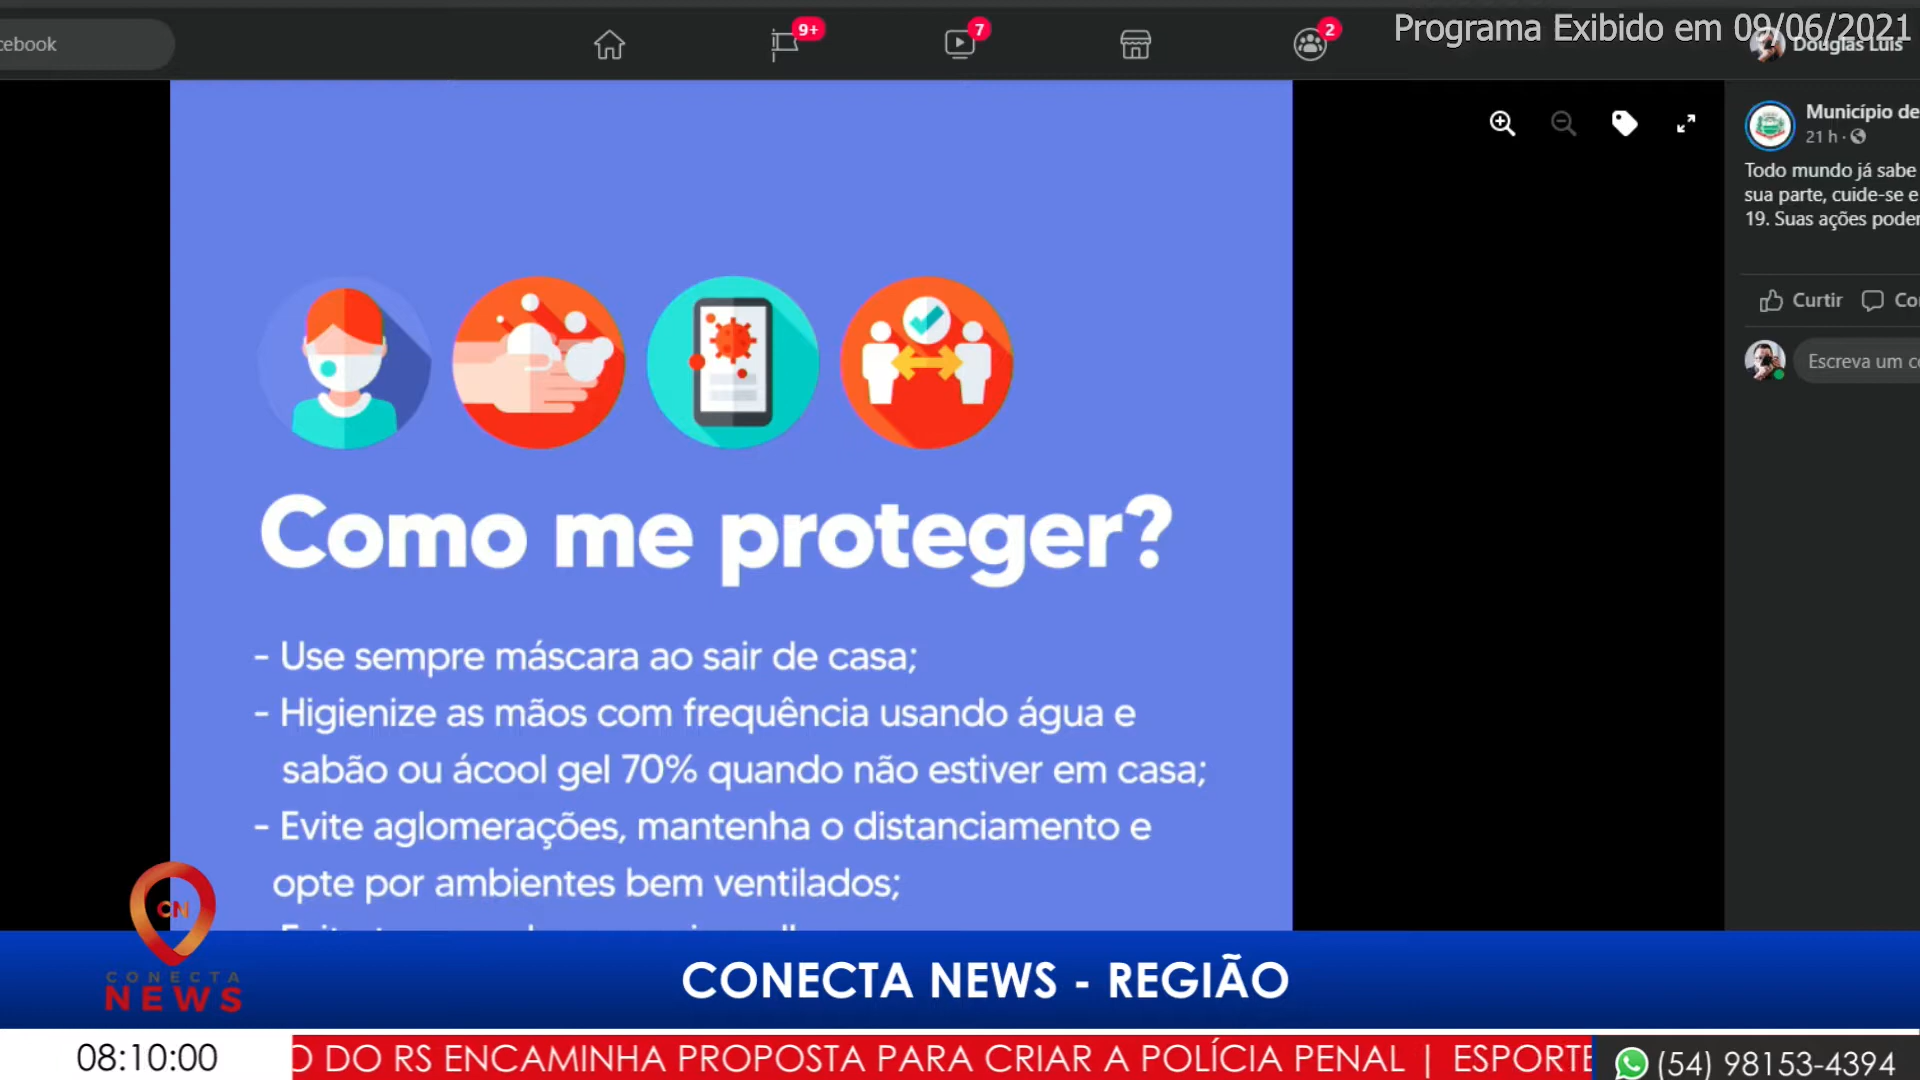 cebook
9+
7
2
Programa Exibido em 09/06/2021
Douglas Luis
Município de
21 h
Todo mundo já sabe
sua parte, cuide-se e
19. Suas ações poder
Curtir
Escreva um co
Como me proteger?
- Use sempre máscara ao sair de casa;
- Higienize as mãos com frequência usando água e
sabão ou ácool gel 70% quando não estiver em casa;
- Evite aglomerações, mantenha o distanciamento e
opte por ambientes bem ventilados;
CN
CONECTA
NEWS
CONECTA NEWS - REGIÃO
08:10:00
O DO RS ENCAMINHA PROPOSTA PARA CRIAR A POLÍCIA PENAL | ESPORTE
(54) 98153-4394